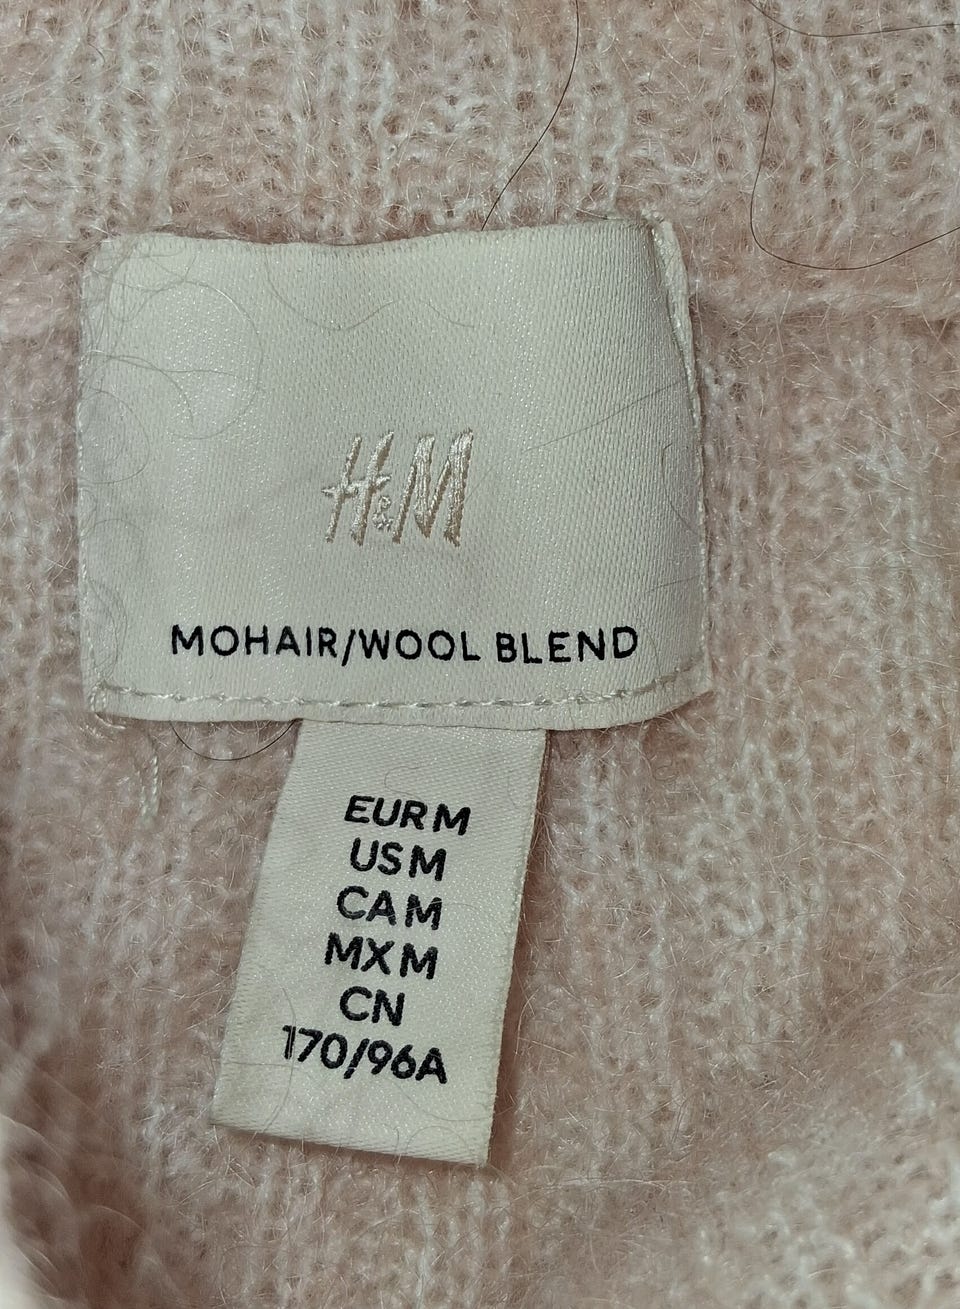 H&M
MOHAIR/WOOL BLEND
EUR M
US M
CA M
MX M
CN
170/96A